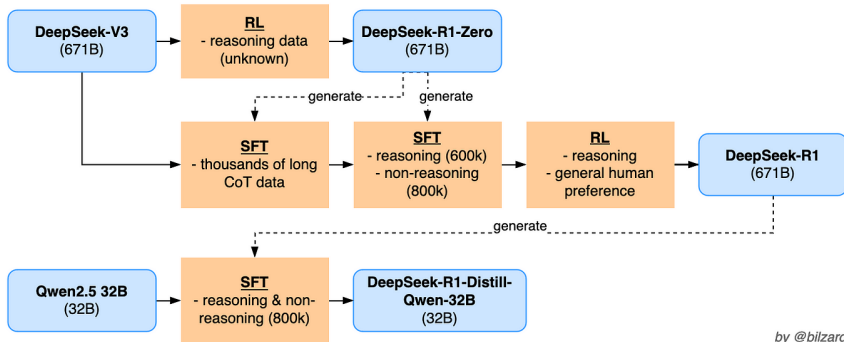 DeepSeek-V3
(671B)
RL
- reasoning data
(unknown)
DeepSeek-R1-Zero
(671B)
generate
generate
SFT
- thousands of long
CoT data
SFT
- reasoning (600k)
- non-reasoning
(800k)
RL
- reasoning
- general human
preference
DeepSeek-R1
(671B)
generate
Qwen2.5 32B
(32B)
SFT
- reasoning & non-
reasoning (800k)
DeepSeek-R1-Distill-
Qwen-32B
(32B)
by @bilzard